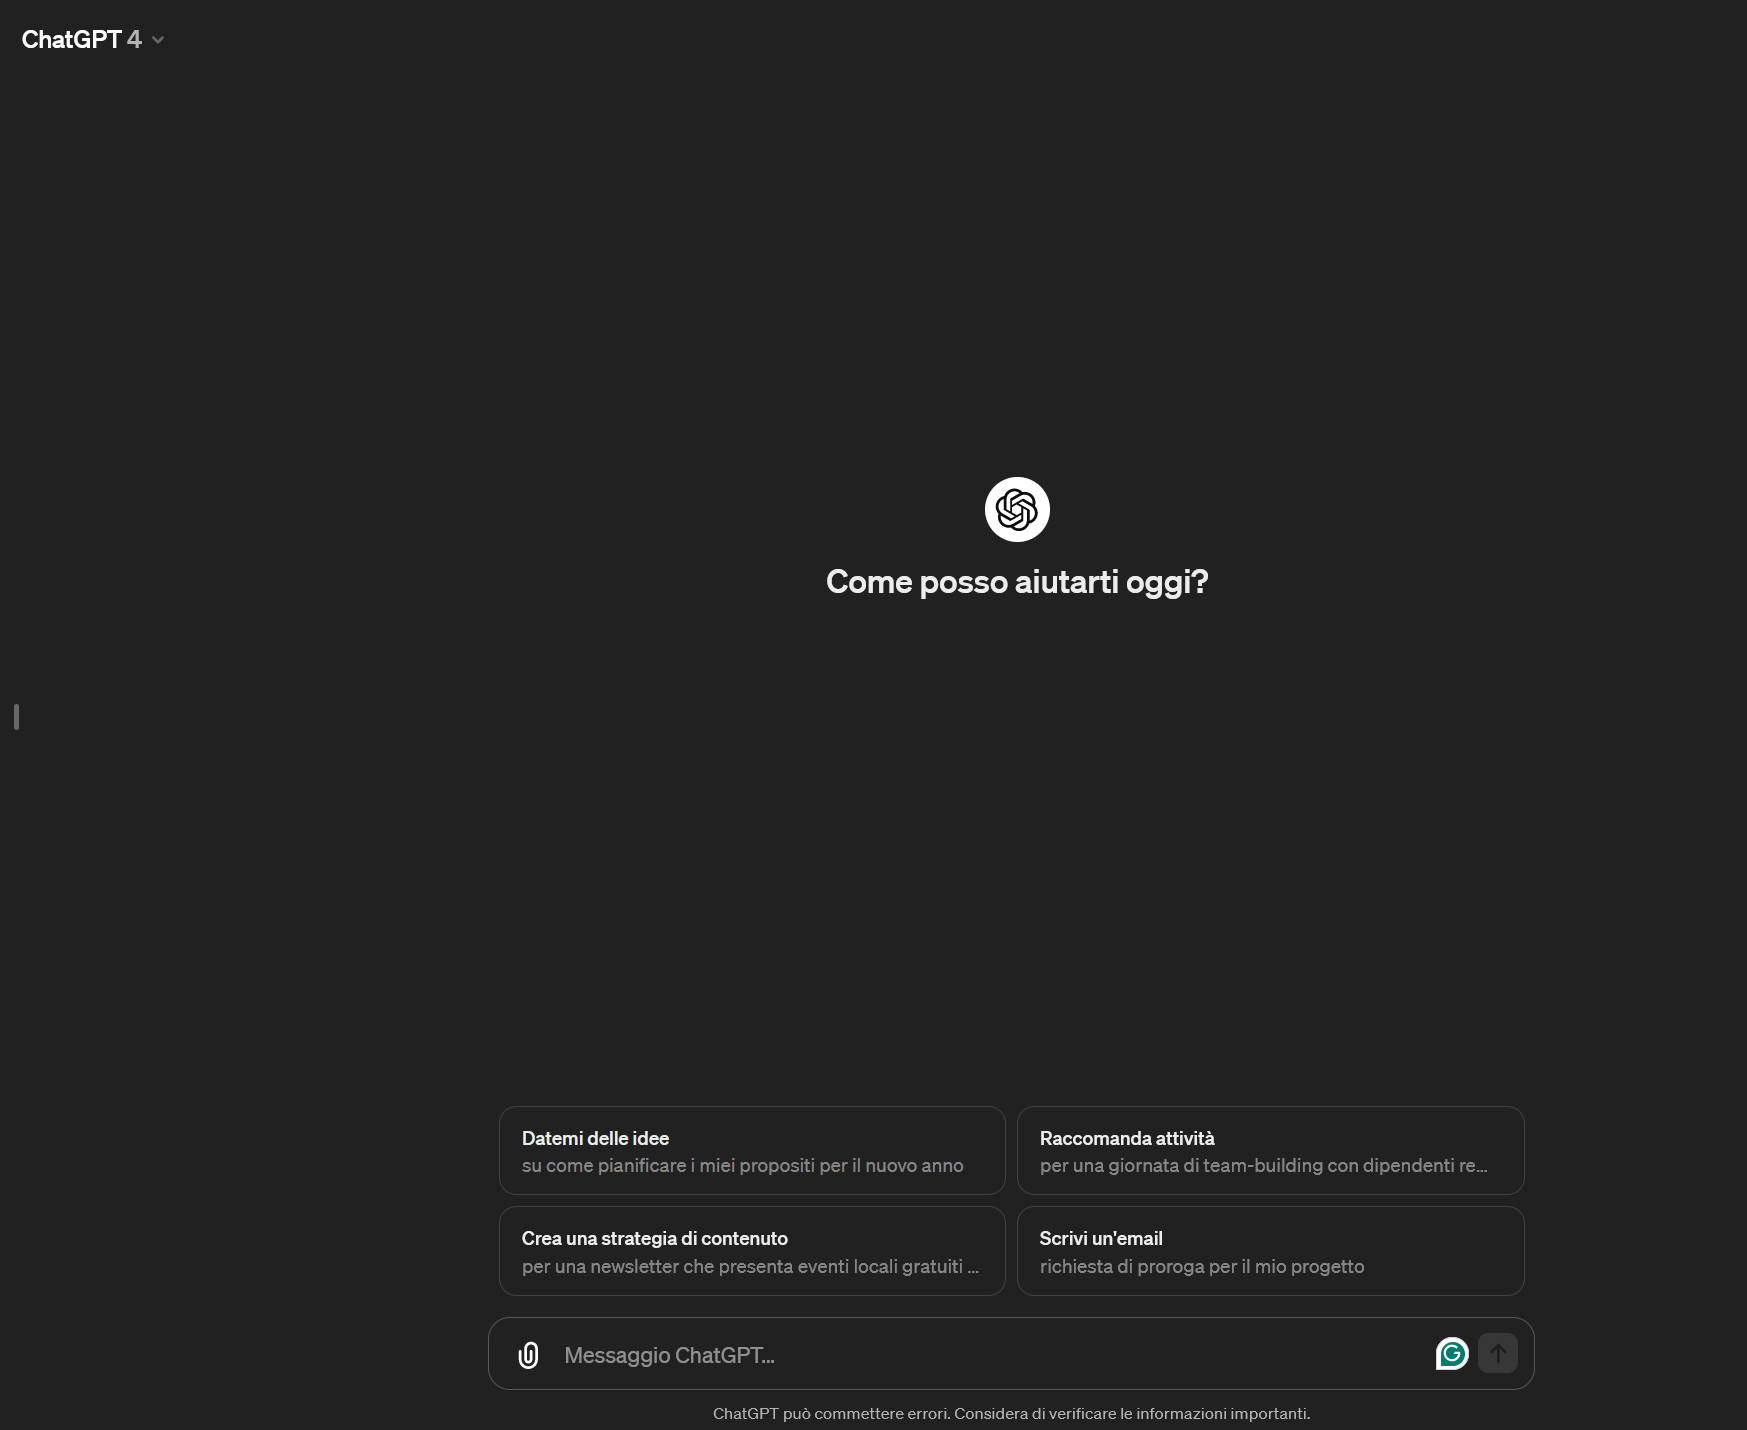 ChatGPT 4
Come posso aiutarti oggi?
Datemi delle idee
su come pianificare i miei propositi per il nuovo anno
Raccomanda attività
per una giornata di team-building con dipendenti re...
Crea una strategia di contenuto
per una newsletter che presenta eventi locali gratuiti ...
Scrivi un'email
richiesta di proroga per il mio progetto
Messaggio ChatGPT...
ChatGPT può commettere errori. Considera di verificare le informazioni importanti.